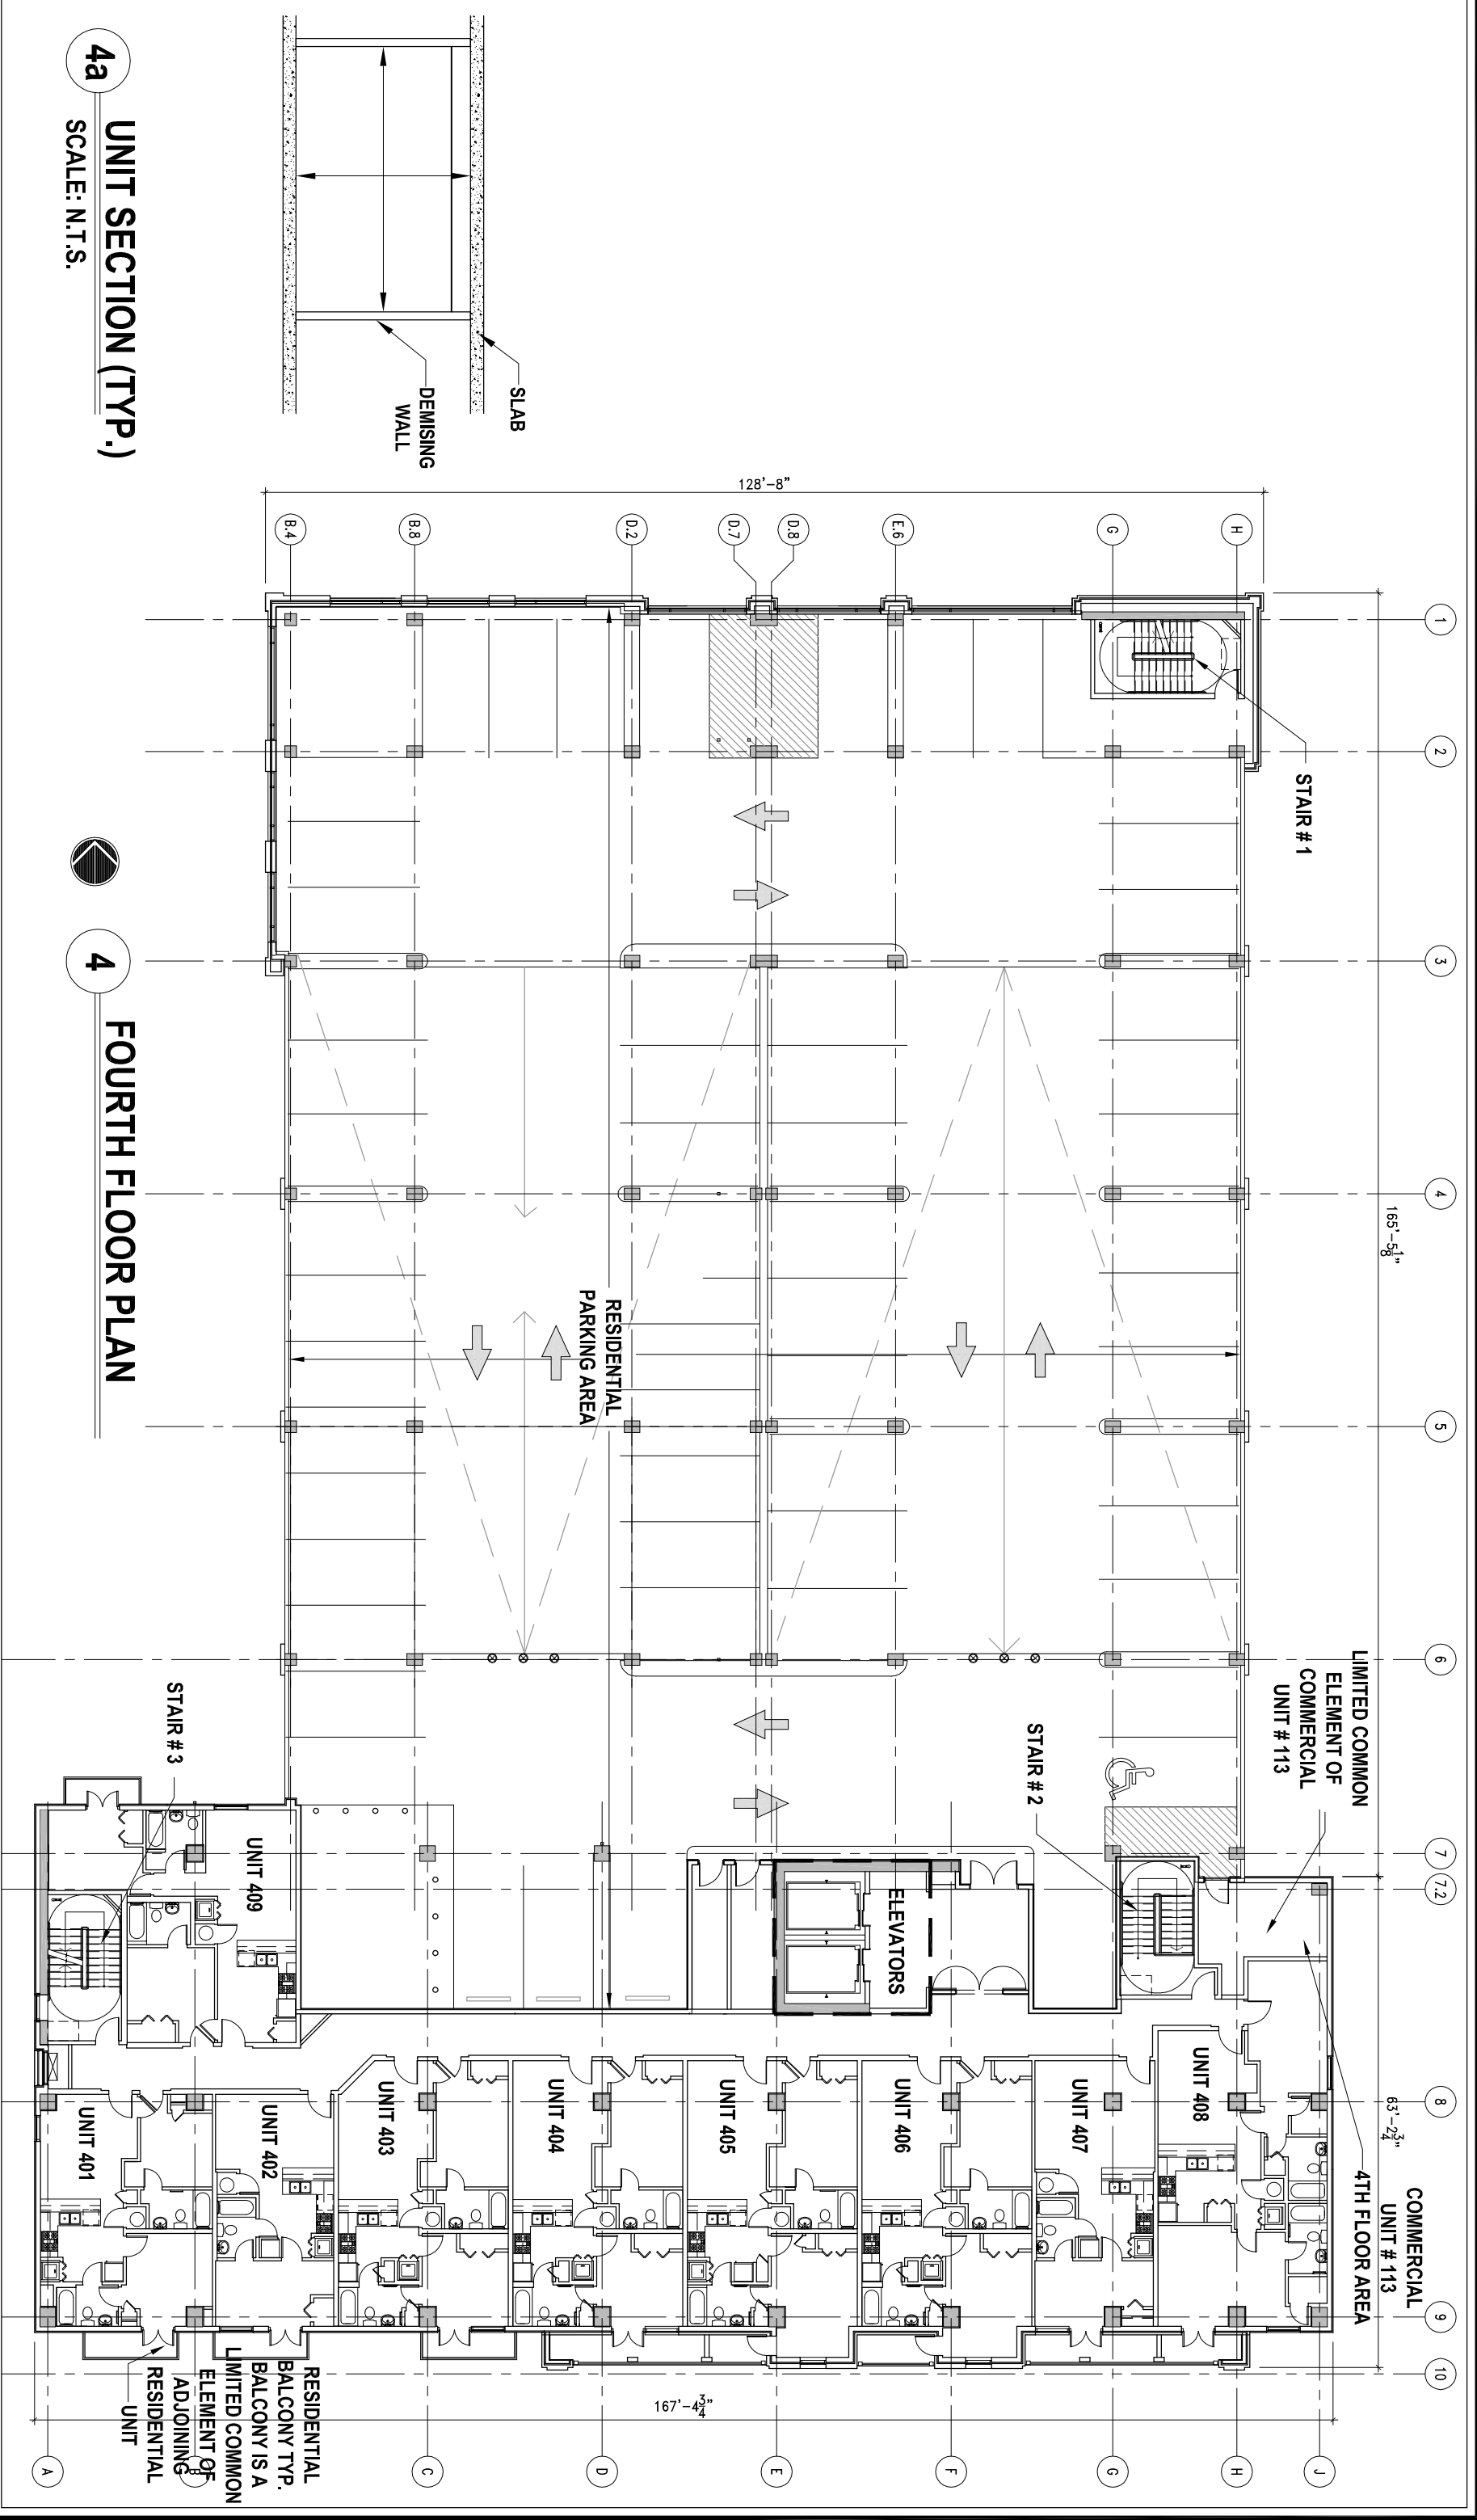 4a
UNIT SECTION (TYP.)
SCALE: N.T.S.
SLAB
DEMISING
WALL
4
FOURTH FLOOR PLAN
128'-8"
B.4
B.8
D.2
D.7
D.8
E.6
G
H
1
2
3
4
5
6
7
7.2
8
9
10
165'-5 1/8"
63'-2 3/4"
167'-4 3/4"
STAIR # 1
RESIDENTIAL
PARKING AREA
LIMITED COMMON
ELEMENT OF
COMMERCIAL
UNIT # 113
STAIR # 2
STAIR # 3
ELEVATORS
COMMERCIAL
UNIT # 113
4TH FLOOR AREA
UNIT 409
UNIT 408
UNIT 407
UNIT 406
UNIT 405
UNIT 404
UNIT 403
UNIT 402
UNIT 401
RESIDENTIAL
BALCONY TYP.
BALCONY IS A
LIMITED COMMON
ELEMENT OF
ADJOINING
RESIDENTIAL
UNIT
A
B
C
D
E
F
G
H
J